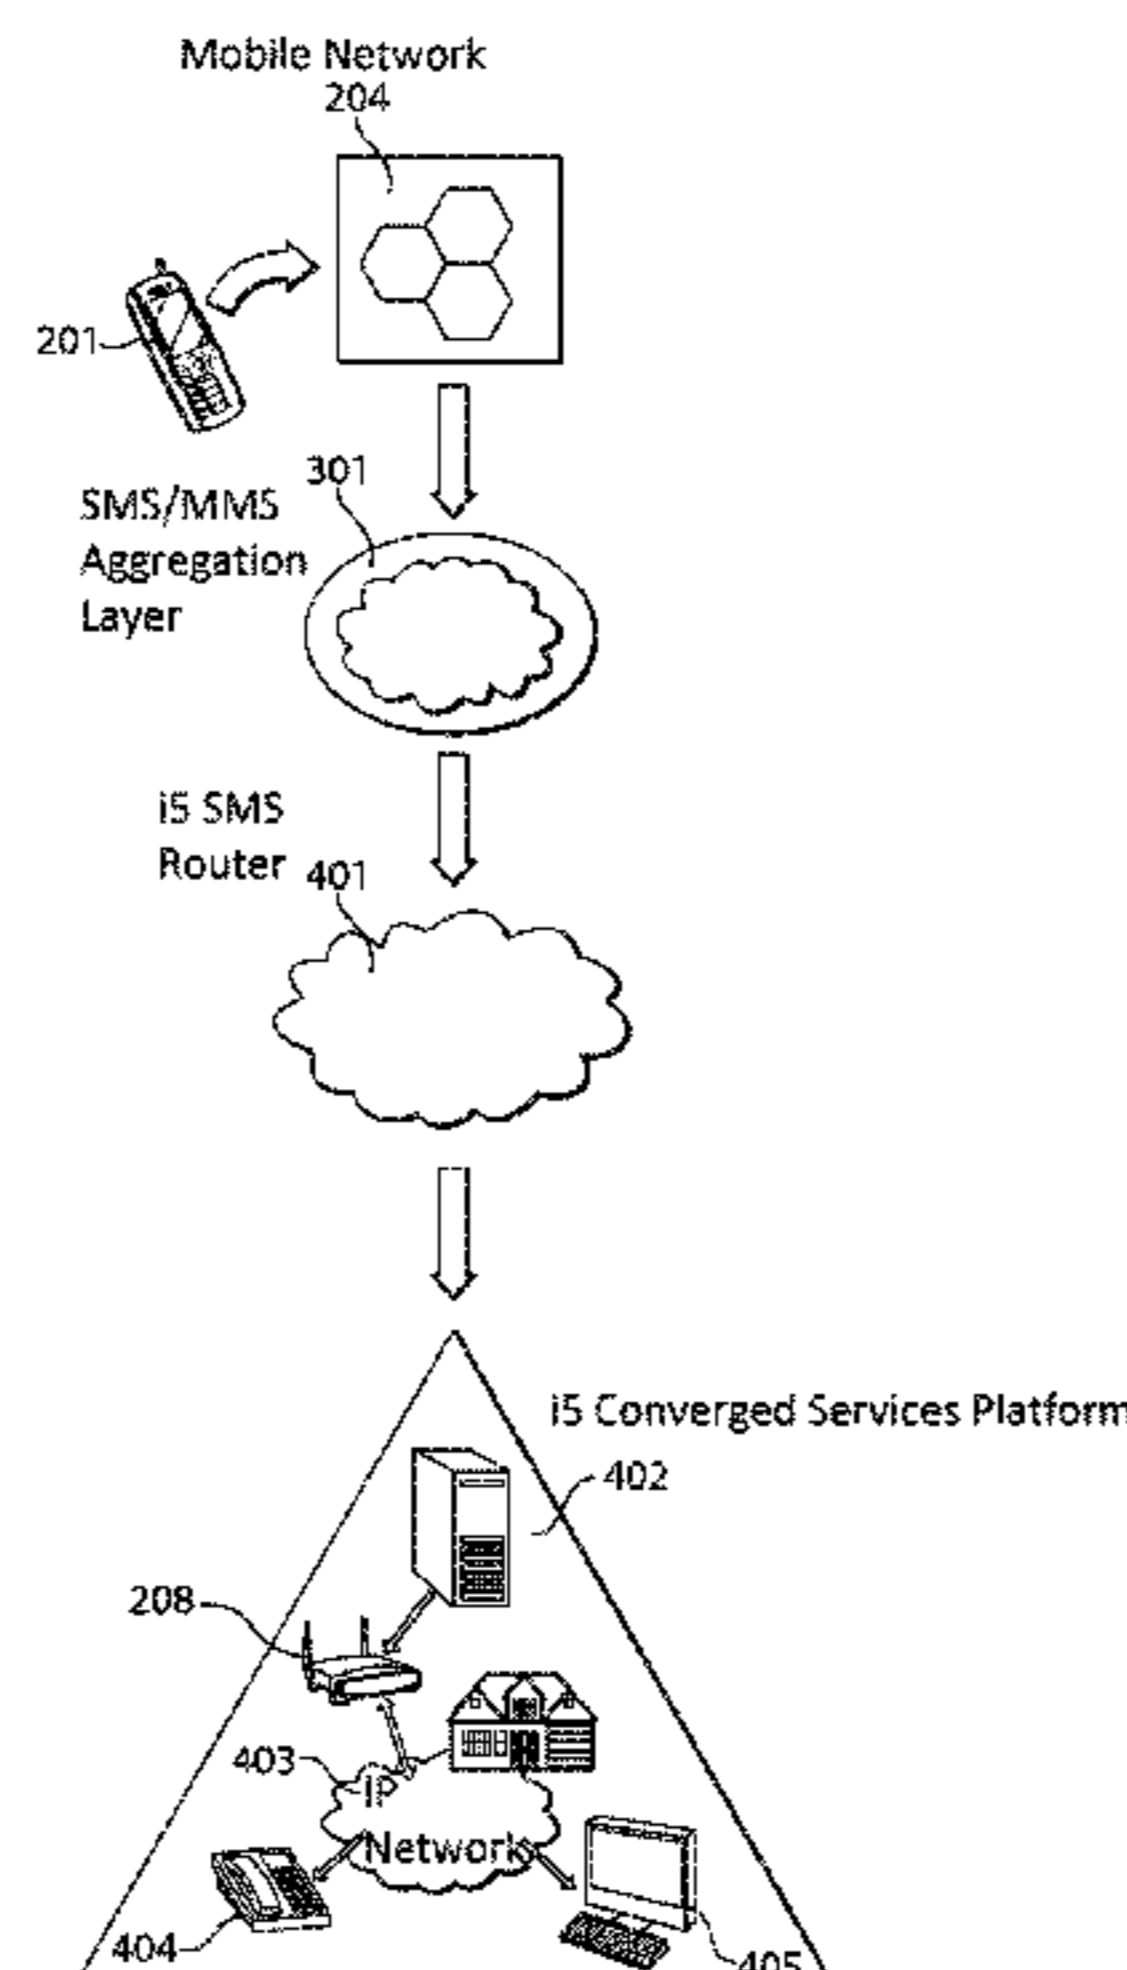 Mobile Network
204
201
301
SMS/MMS
Aggregation
Layer
i5 SMS
Router
401
i5 Converged Services Platform
402
208
403
IP
Network
404
405